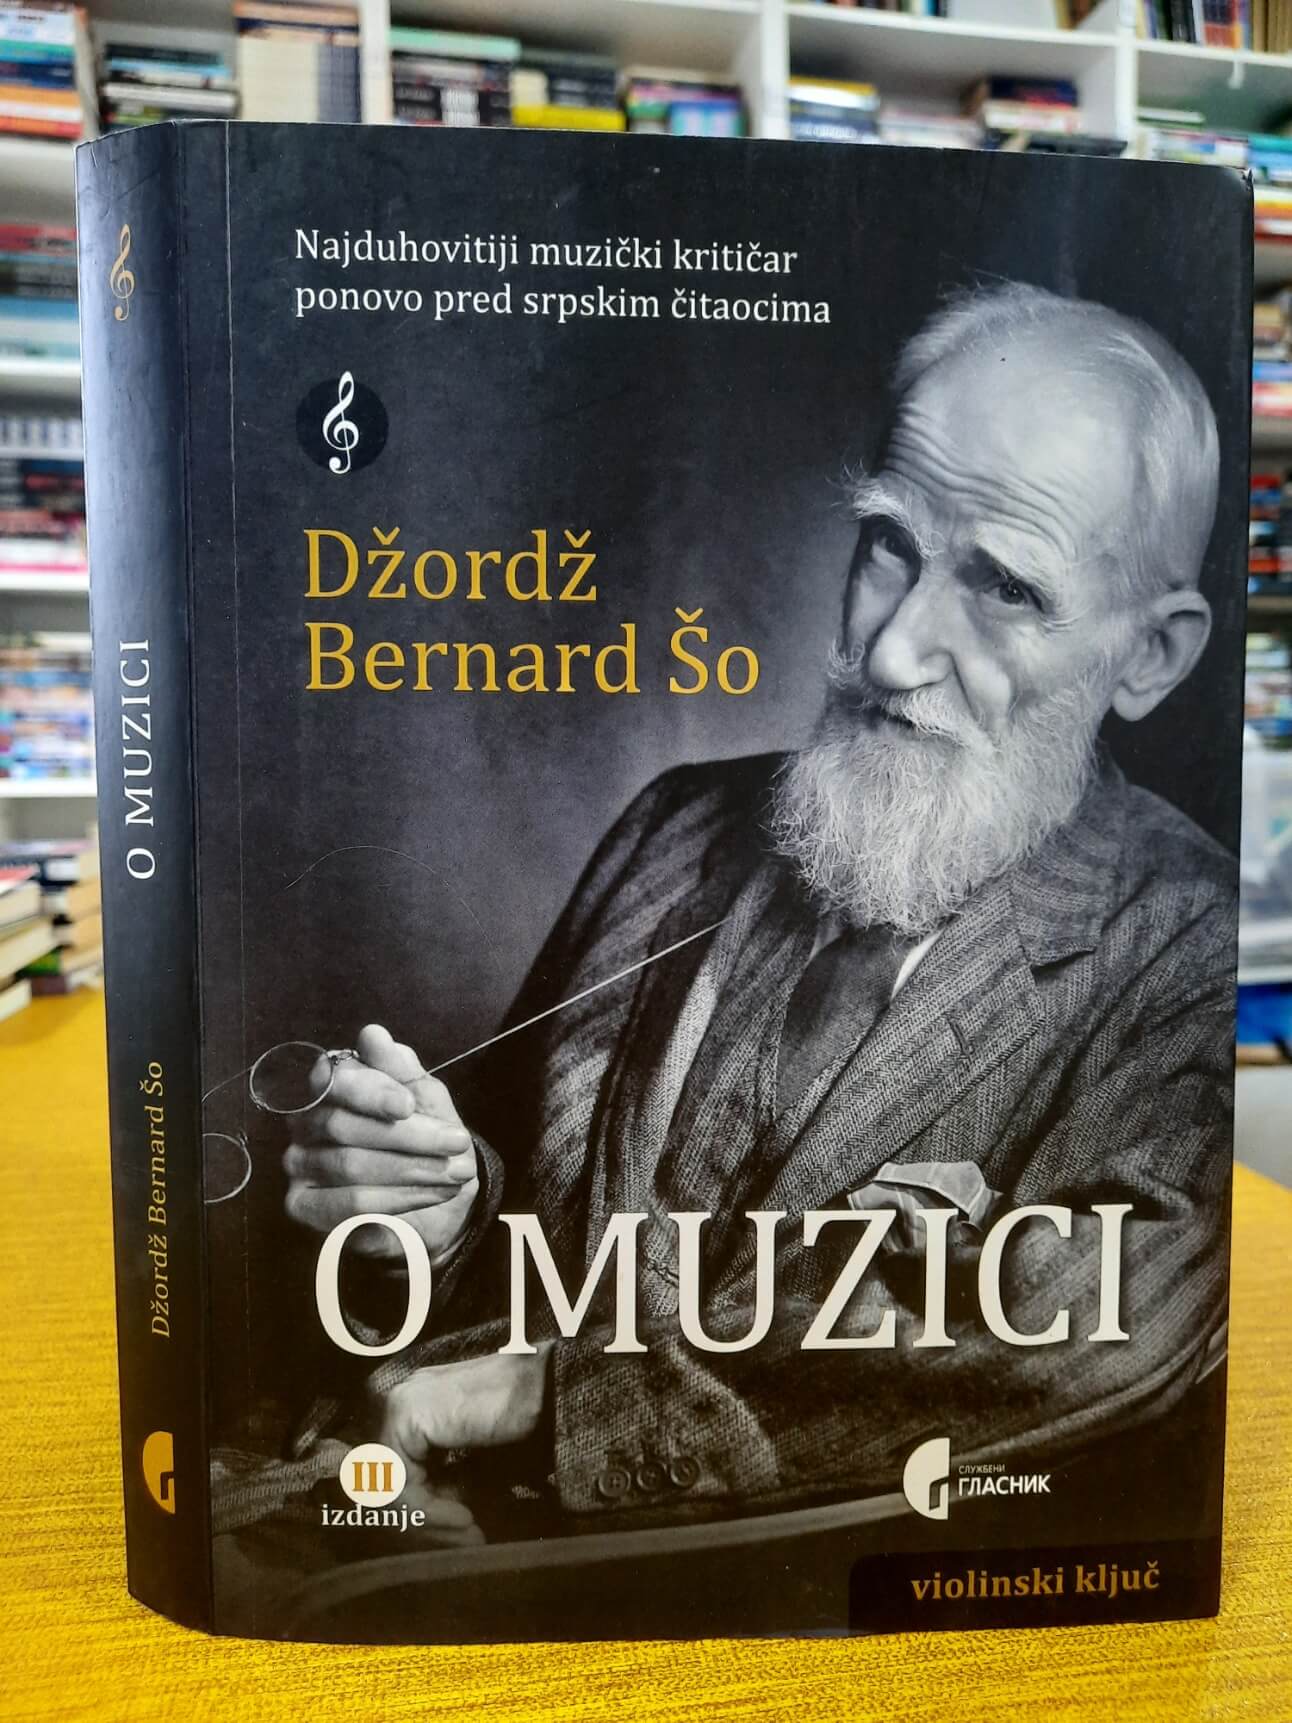 Najduhovitiji muzički kritičar
ponovo pred srpskim čitaocima
Džordž
Bernard Šo
O MUZICI
III
izdanje
СЛУЖБЕНИ
ГЛАСНИК
violinski ključ
O MUZICI
Džordž Bernard Šo